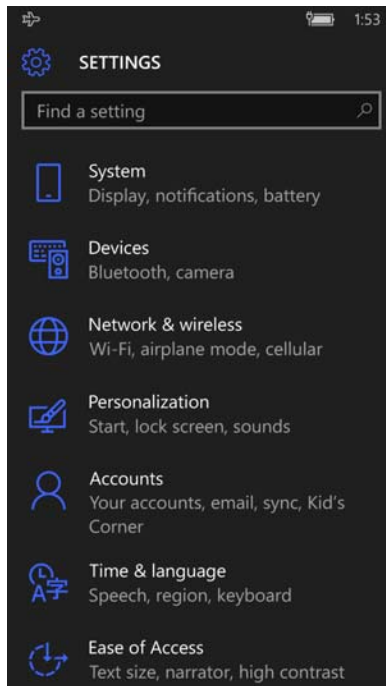 1:53
SETTINGS
Find a setting
System
Display, notifications, battery
Devices
Bluetooth, camera
Network & wireless
Wi-Fi, airplane mode, cellular
Personalization
Start, lock screen, sounds
Accounts
Your accounts, email, sync, Kid's
Corner
A字
Time & language
Speech, region, keyboard
Ease of Access
Text size, narrator, high contrast